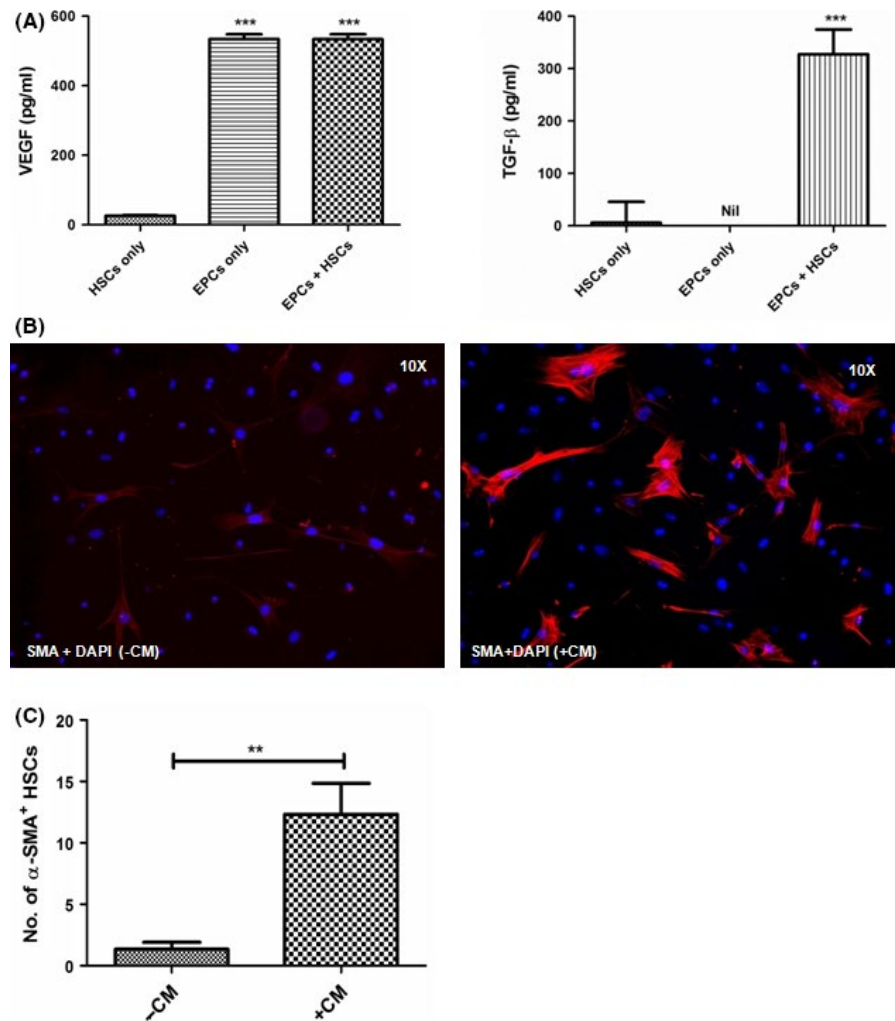 (A)
600
400
200
0
VEGF (pg/ml)
***
***
HSCs only
EPCs only
EPCs + HSCs
400
300
200
100
0
TGF-β (pg/ml)
Nil
***
HSCs only
EPCs only
EPCs + HSCs
(B)
10X
SMA + DAPI (-CM)
10X
SMA+DAPI (+CM)
(C)
20
15
10
5
0
No. of α-SMA⁺ HSCs
**
–CM
+CM